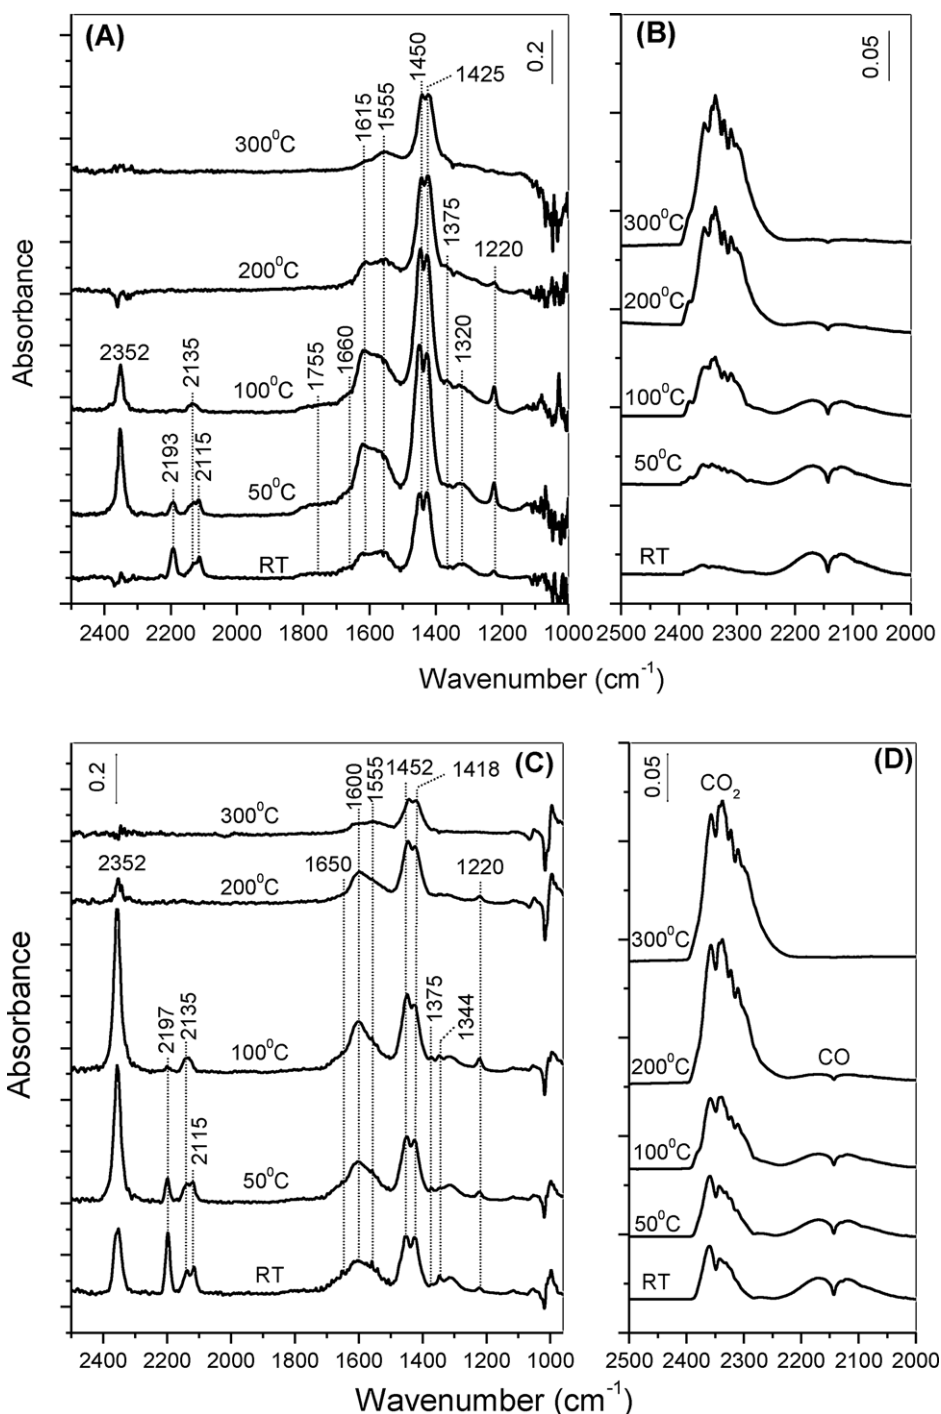 (A)
0.2
1450
1425
1615
1555
300⁰C
1375
1220
200⁰C
2352
2135
1755
1660
1320
100⁰C
2193
2115
50⁰C
RT
Absorbance
2400 2200 2000 1800 1600 1400 1200 1000
(B)
0.05
300⁰C
200⁰C
100⁰C
50⁰C
RT
2500 2400 2300 2200 2100 2000
Wavenumber (cm⁻¹)
(C)
0.2
1600
1555
1452
1418
300⁰C
2352
1650
1220
200⁰C
2197
2135
1375
1344
100⁰C
2115
50⁰C
RT
Absorbance
2400 2200 2000 1800 1600 1400 1200 1000
(D)
0.05
CO₂
300⁰C
CO
200⁰C
100⁰C
50⁰C
RT
2500 2400 2300 2200 2100 2000
Wavenumber (cm⁻¹)